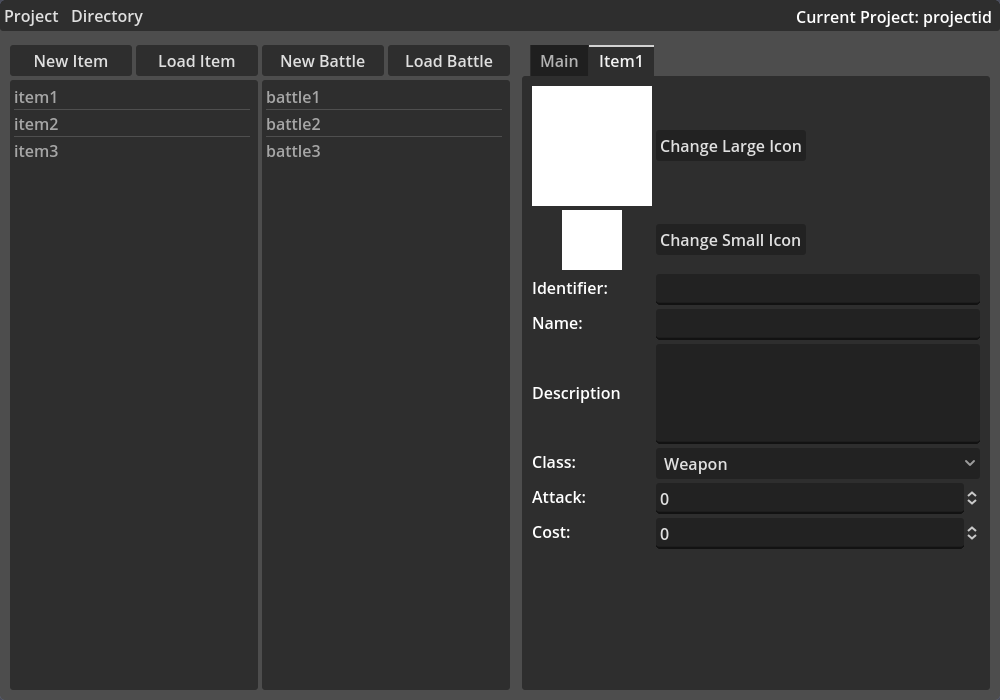 Project Directory Current Project: projectid
New Item Load Item New Battle Load Battle
item1
item2
item3
battle1
battle2
battle3
Main Item1
Change Large Icon
Change Small Icon
Identifier:
Name:
Description
Class: Weapon
Attack: 0
Cost: 0